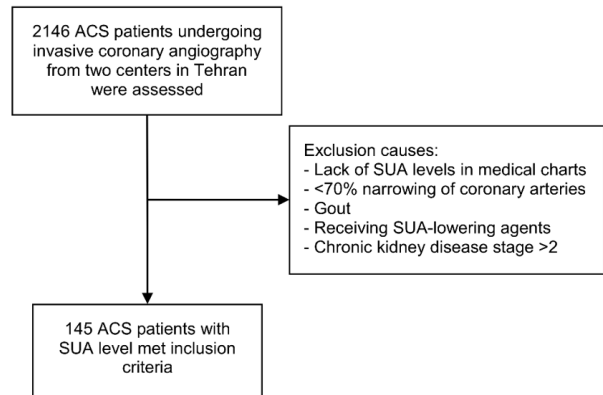 2146 ACS patients undergoing
invasive coronary angiography
from two centers in Tehran
were assessed
Exclusion causes:
- Lack of SUA levels in medical charts
- <70% narrowing of coronary arteries
- Gout
- Receiving SUA-lowering agents
- Chronic kidney disease stage >2
145 ACS patients with
SUA level met inclusion
criteria